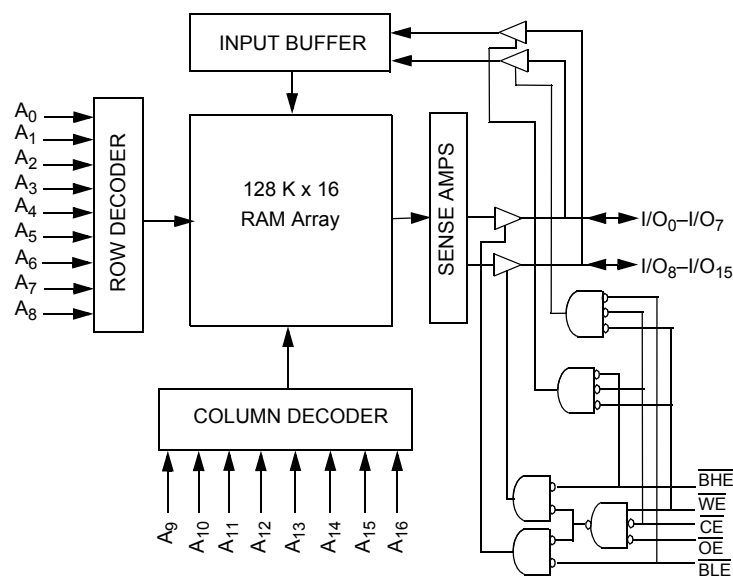 INPUT BUFFER
A0
A1
A2
A3
A4
A5
A6
A7
A8
ROW DECODER
128 K x 16
RAM Array
SENSE AMPS
I/O0–I/O7
I/O8–I/O15
COLUMN DECODER
A9
A10
A11
A12
A13
A14
A15
A16
BHE
WE
CE
OE
BLE